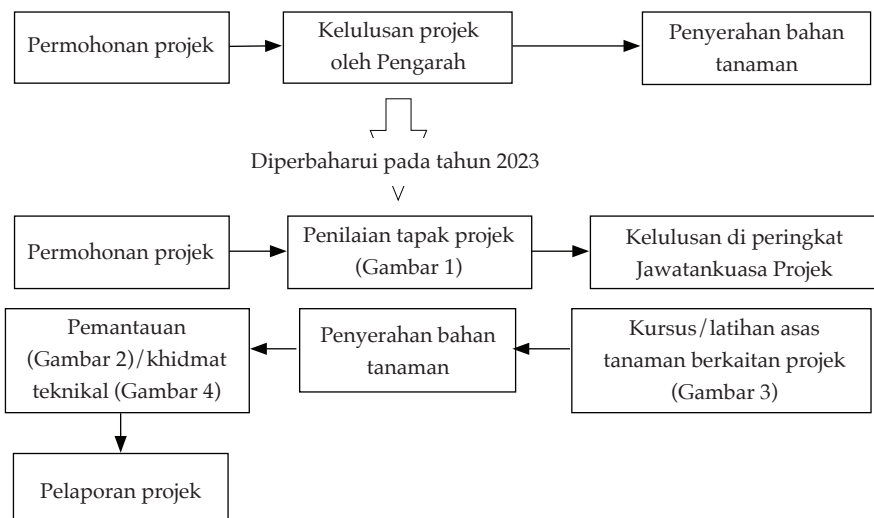 Permohonan projek
Kelulusan projek
oleh Pengarah
Penyerahan bahan
tanaman
Diperbaharui pada tahun 2023
Permohonan projek
Penilaian tapak projek
(Gambar 1)
Kelulusan di peringkat
Jawatankuasa Projek
Kursus/latihan asas
tanaman berkaitan projek
(Gambar 3)
Penyerahan bahan
tanaman
Pemantauan
(Gambar 2)/khidmat
teknikal (Gambar 4)
Pelaporan projek